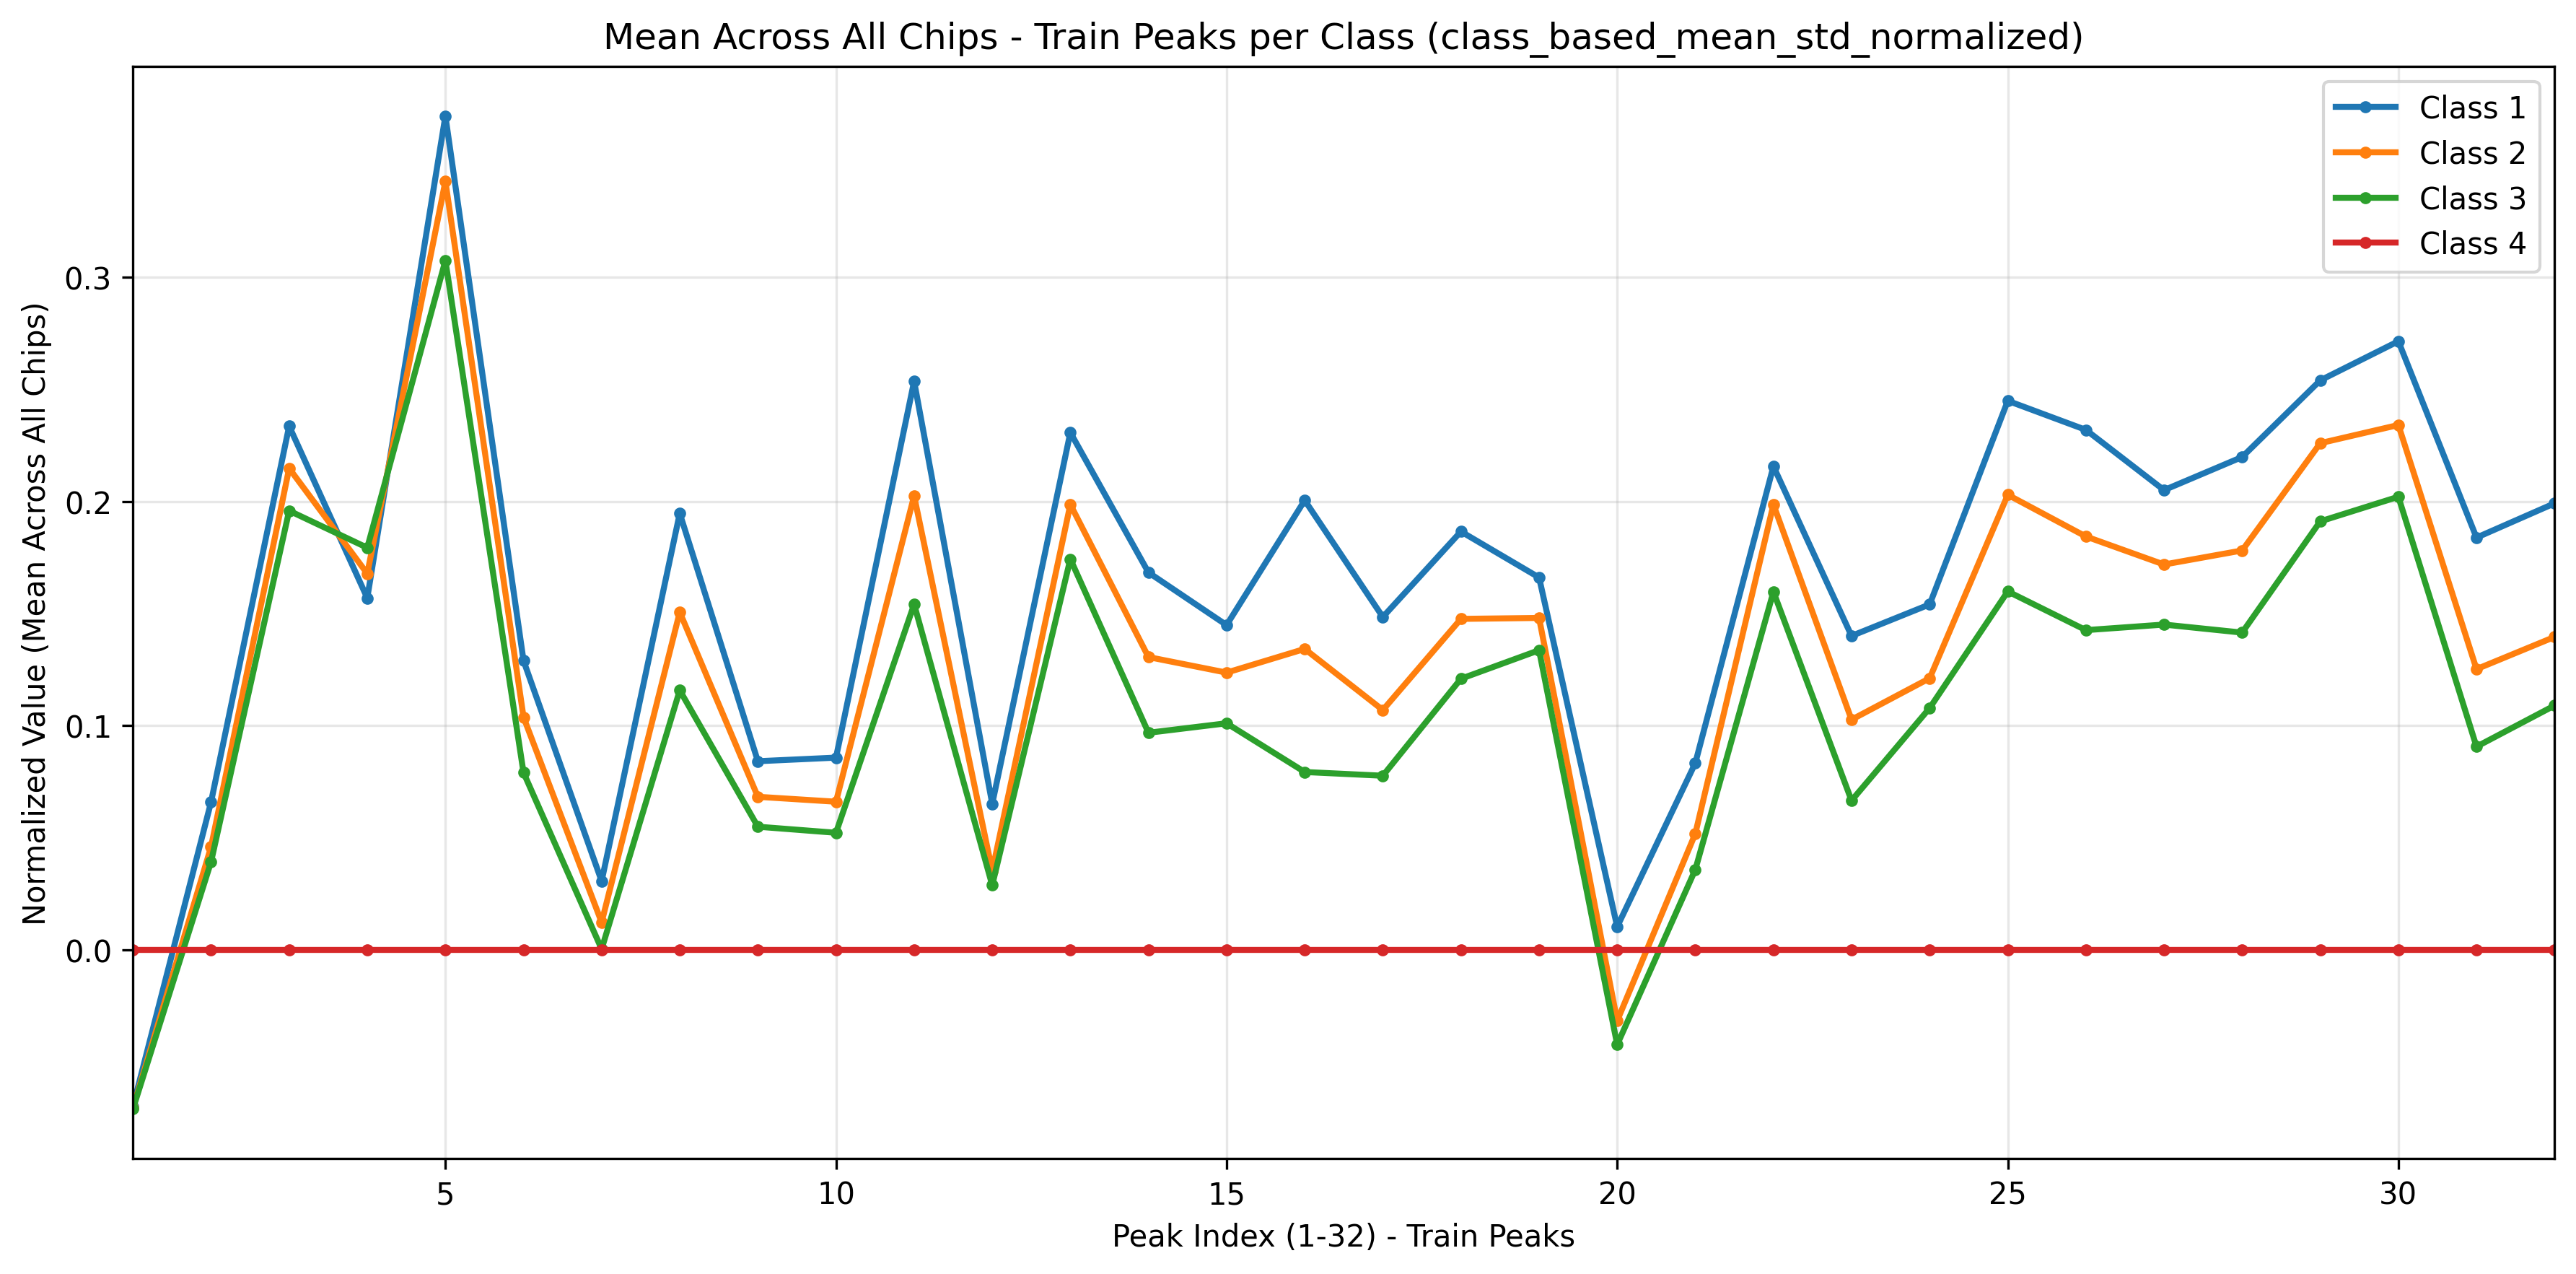 Mean Across All Chips - Train Peaks per Class (class_based_mean_std_normalized)
Class 1
Class 2
Class 3
Class 4
Normalized Value (Mean Across All Chips)
0.3
0.2
0.1
0.0
5 10 15 20 25 30
Peak Index (1-32) - Train Peaks